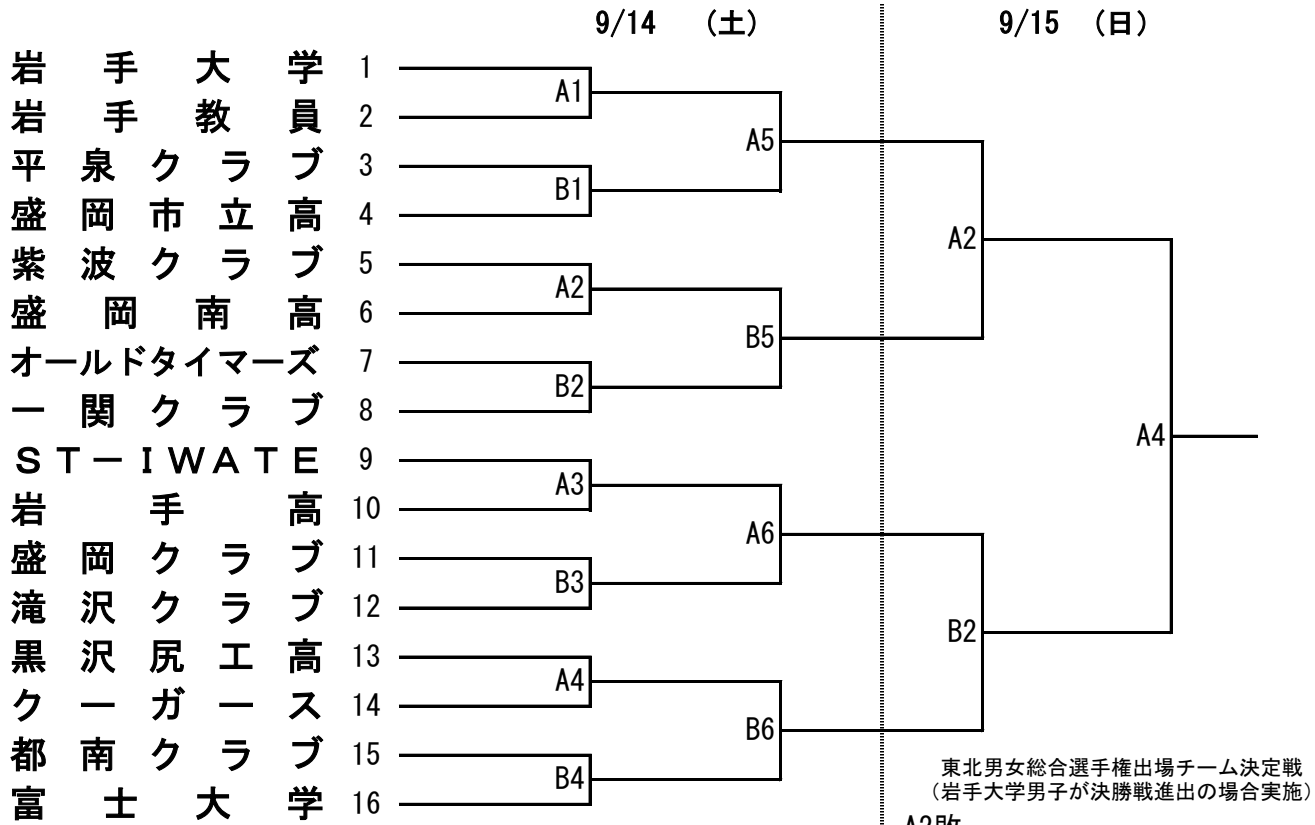 9/14 (土) 9/15 (日)
岩手大学 1
岩手教員 2
平泉クラブ 3
盛岡市立高 4
紫波クラブ 5
盛岡南高 6
オールドタイマーズ 7
一関クラブ 8
ST-IWATE 9
岩手高 10
盛岡クラブ 11
滝沢クラブ 12
黒沢尻工高 13
クーガース 14
都南クラブ 15
富士大学 16
A1
B1
A2
B2
A3
B3
A4
B4
A5
B5
A6
B6
A2
B2
A4
東北男女総合選手権出場チーム決定戦
(岩手大学男子が決勝戦進出の場合実施)